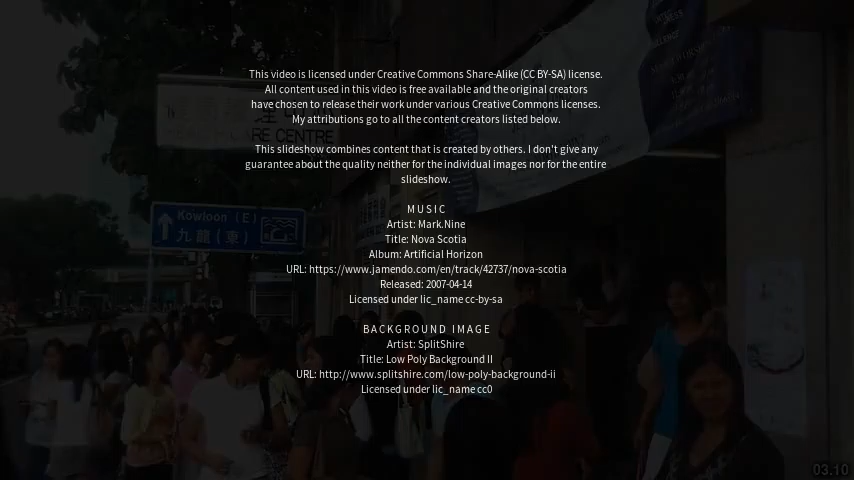 This video is licensed under Creative Commons Share-Alike (CC BY-SA) license.
All content used in this video is free available and the original creators
have chosen to release their work under various Creative Commons licenses.
My attributions go to all the content creators listed below.
This slideshow combines content that is created by others. I don't give any
guarantee about the quality neither for the individual images nor for the entire
slideshow.
MUSIC
Artist: Mark.Nine
Title: Nova Scotia
Album: Artificial Horizon
URL: https://www.jamendo.com/en/track/42737/nova-scotia
Released: 2007-04-14
Licensed under lic_name cc-by-sa
BACKGROUND IMAGE
Artist: SplitShire
Title: Low Poly Background II
URL: http://www.splitshire.com/low-poly-background-ii
Licensed under lic_name cc0
Kowloon (E)
九龍(東)
CARE CENTRE
03.10